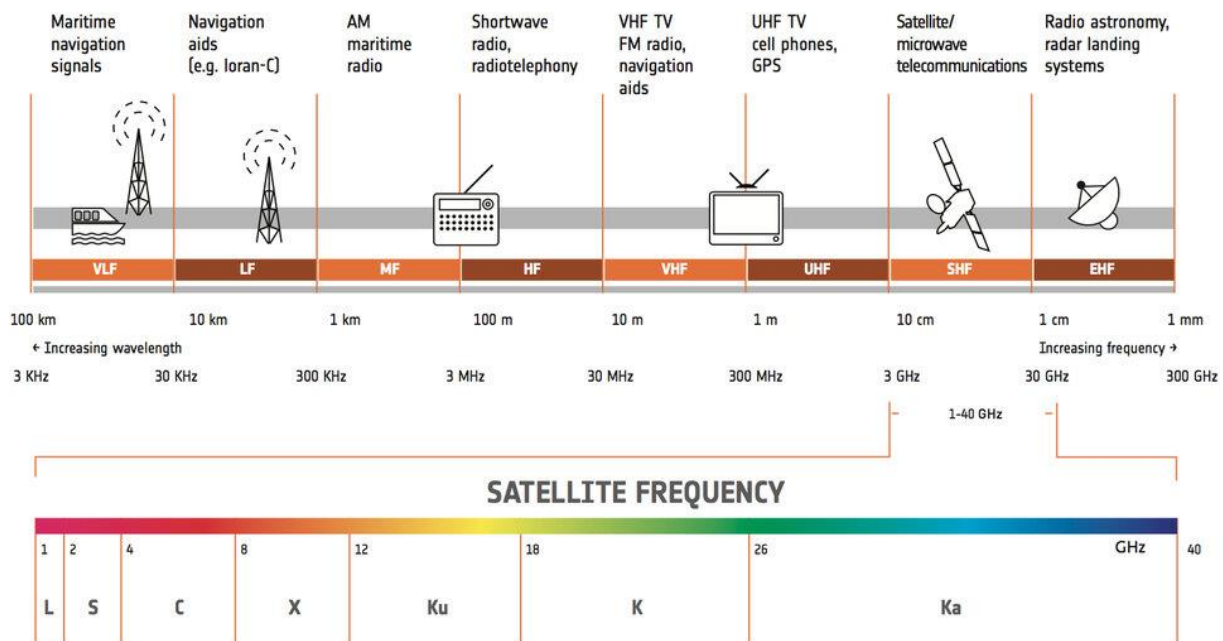 Maritime
navigation
signals
Navigation
aids
(e.g. loran-C)
AM
maritime
radio
Shortwave
radio,
radiotelephony
VHF TV
FM radio,
navigation
aids
UHF TV
cell phones,
GPS
Satellite/
microwave
telecommunications
Radio astronomy,
radar landing
systems
VLF LF MF HF VHF UHF SHF EHF
100 km 10 km 1 km 100 m 10 m 1 m 10 cm 1 cm 1 mm
← Increasing wavelength Increasing frequency →
3 KHz 30 KHz 300 KHz 3 MHz 30 MHz 300 MHz 3 GHz 30 GHz 300 GHz
1-40 GHz
SATELLITE FREQUENCY
1 2 4 8 12 18 26 GHz 40
L S C X Ku K Ka